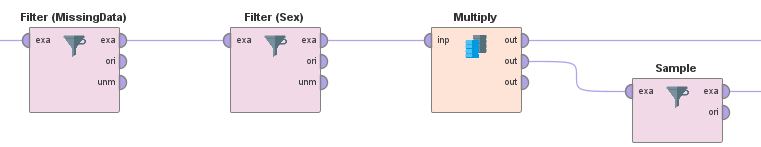 Filter (MissingData)
exa exa
ori
unm
Filter (Sex)
exa exa
ori
unm
Multiply
inp out
out
out
Sample
exa exa
ori